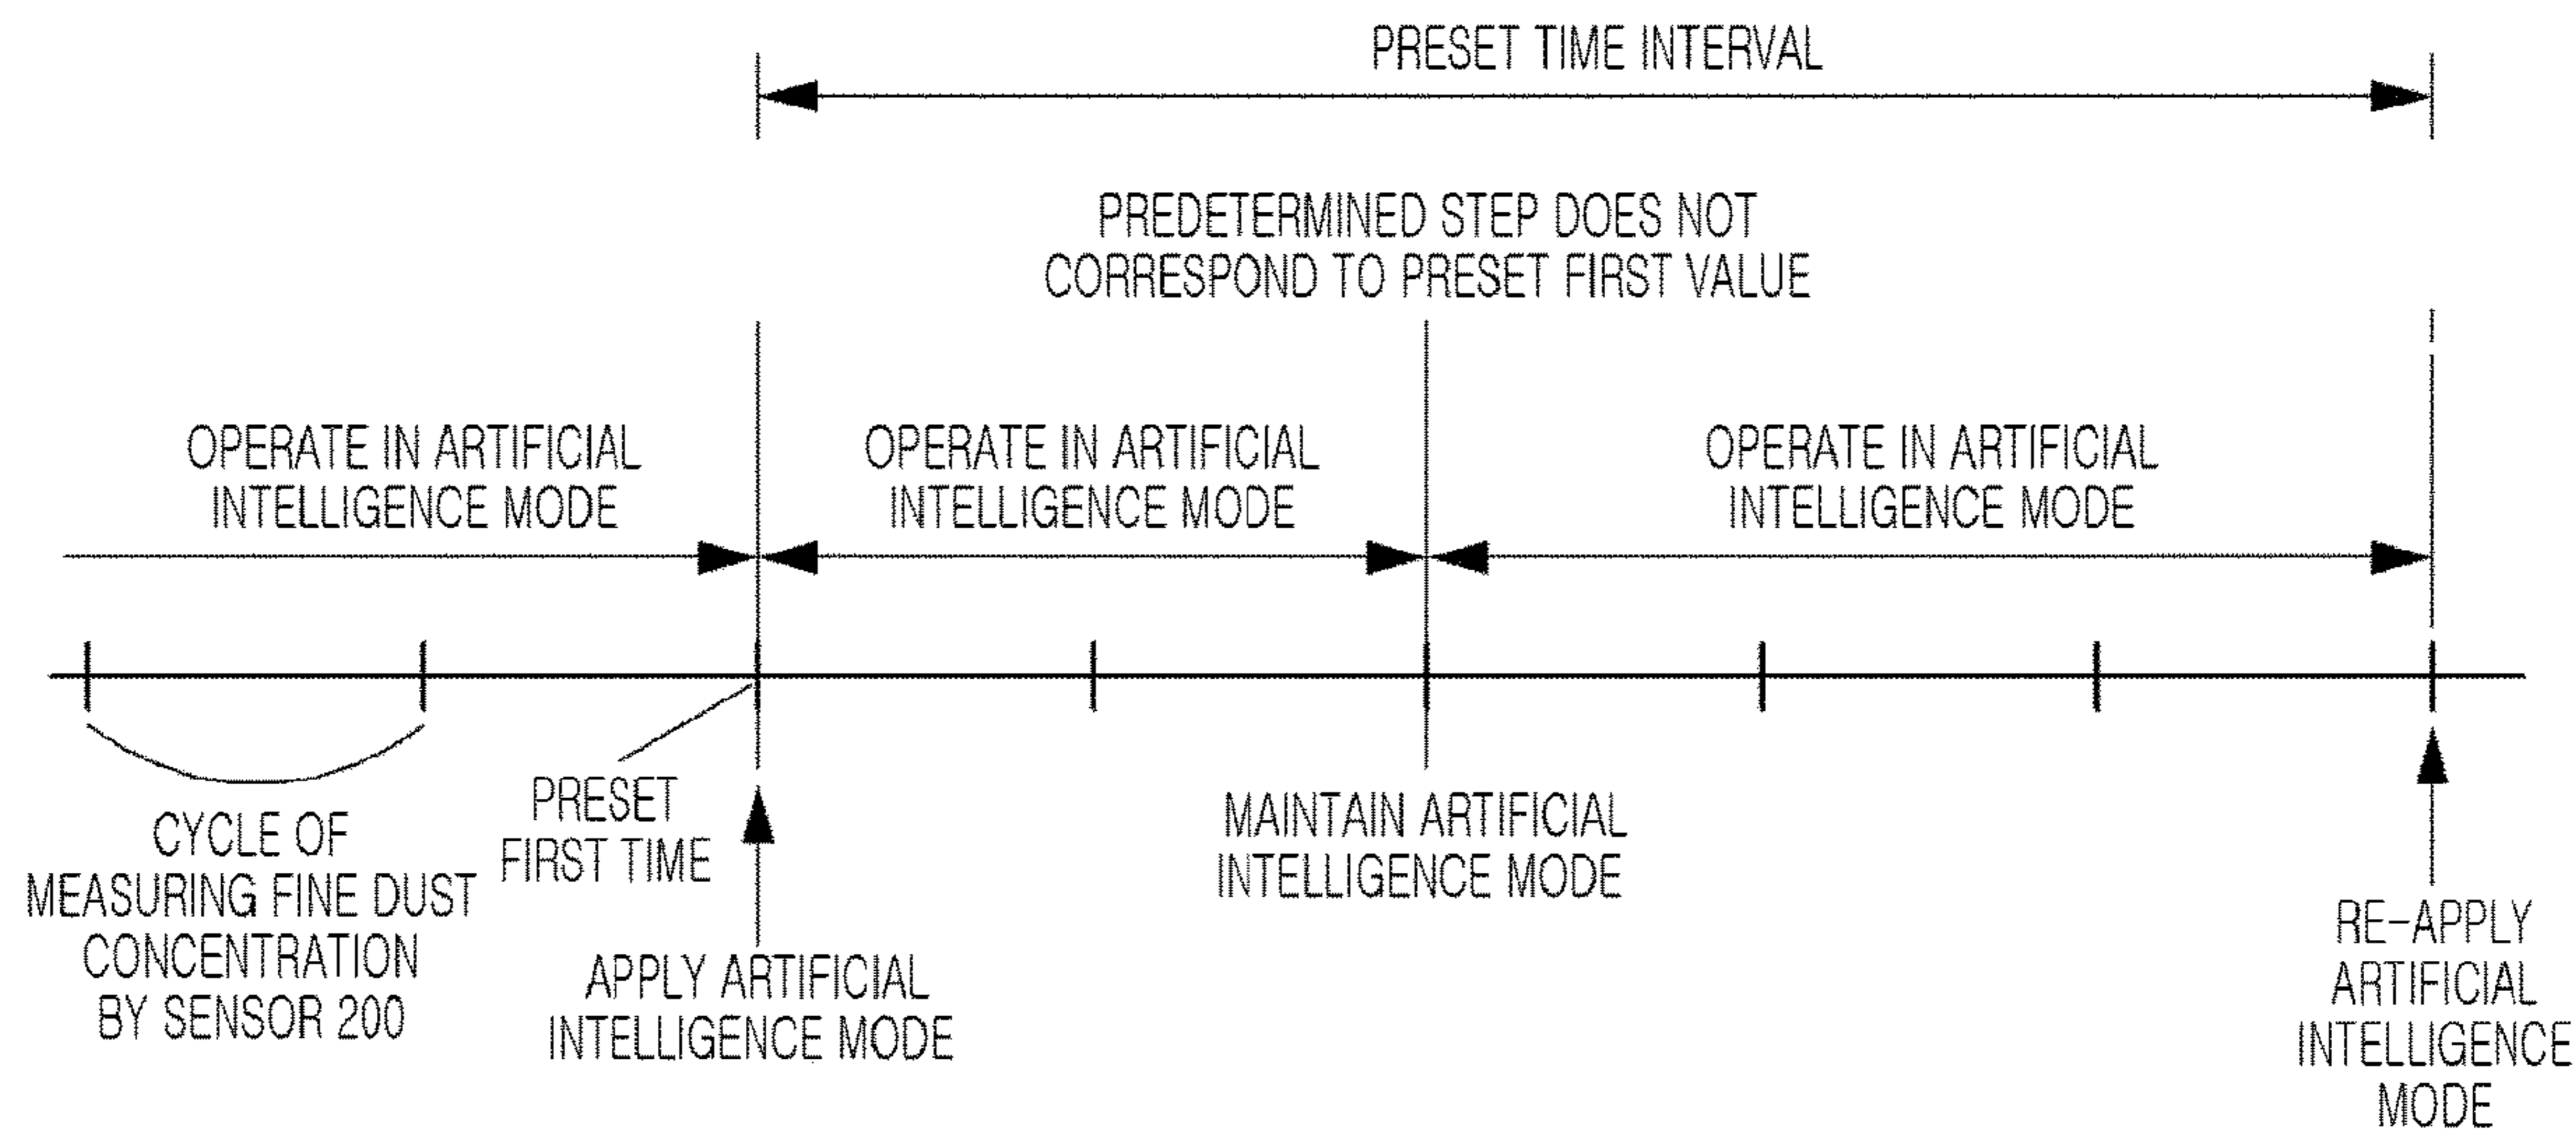 PRESET TIME INTERVAL
PREDETERMINED STEP DOES NOT
CORRESPOND TO PRESET FIRST VALUE
OPERATE IN ARTIFICIAL
INTELLIGENCE MODE
OPERATE IN ARTIFICIAL
INTELLIGENCE MODE
OPERATE IN ARTIFICIAL
INTELLIGENCE MODE
CYCLE OF
MEASURING FINE DUST
CONCENTRATION
BY SENSOR 200
PRESET
FIRST TIME
APPLY ARTIFICIAL
INTELLIGENCE MODE
MAINTAIN ARTIFICIAL
INTELLIGENCE MODE
RE-APPLY
ARTIFICIAL
INTELLIGENCE
MODE